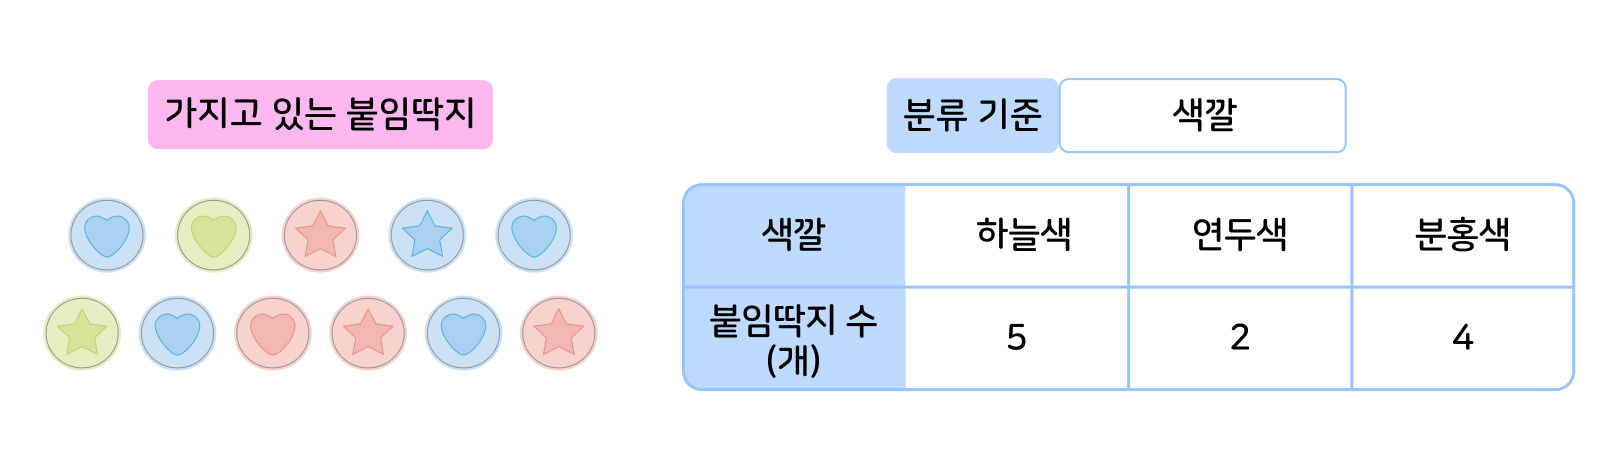 가지고 있는 붙임딱지
분류 기준 색깔
색깔 하늘색 연두색 분홍색
붙임딱지 수
(개) 5 2 4